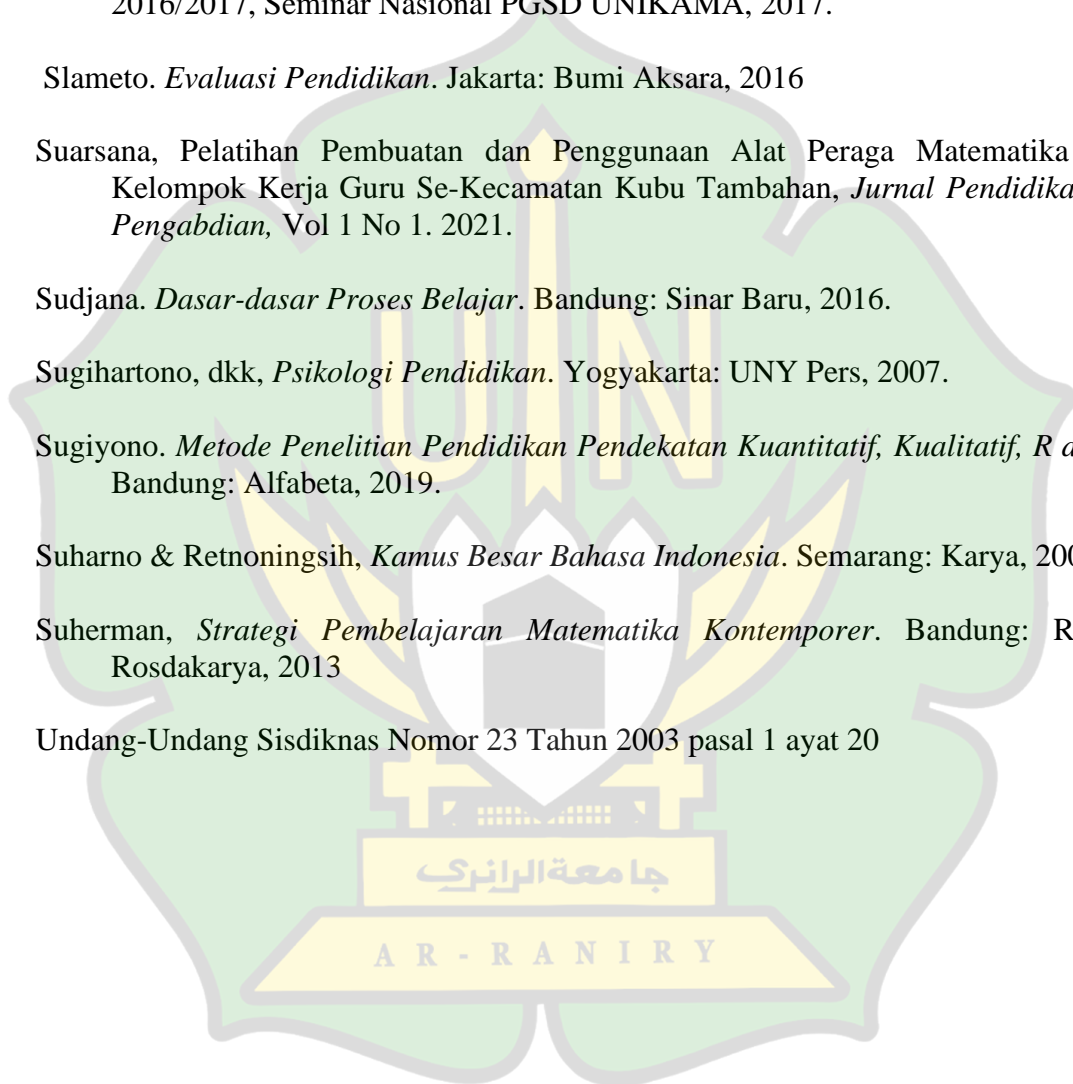 2016/2017, Seminar Nasional PGSD UNIKAMA, 2017.
Slameto. Evaluasi Pendidikan. Jakarta: Bumi Aksara, 2016
Suarsana, Pelatihan Pembuatan dan Penggunaan Alat Peraga Matematika
Kelompok Kerja Guru Se-Kecamatan Kubu Tambahan, Jurnal Pendidika
Pengabdian, Vol 1 No 1. 2021.
Sudjana. Dasar-dasar Proses Belajar. Bandung: Sinar Baru, 2016.
Sugihartono, dkk, Psikologi Pendidikan. Yogyakarta: UNY Pers, 2007.
Sugiyono. Metode Penelitian Pendidikan Pendekatan Kuantitatif, Kualitatif, R
Bandung: Alfabeta, 2019.
Suharno & Retnoningsih, Kamus Besar Bahasa Indonesia. Semarang: Karya, 200
Suherman, Strategi Pembelajaran Matematika Kontemporer. Bandung: R
Rosdakarya, 2013
Undang-Undang Sisdiknas Nomor 23 Tahun 2003 pasal 1 ayat 20
UIN
جامعة الرانري
AR-RANIRY